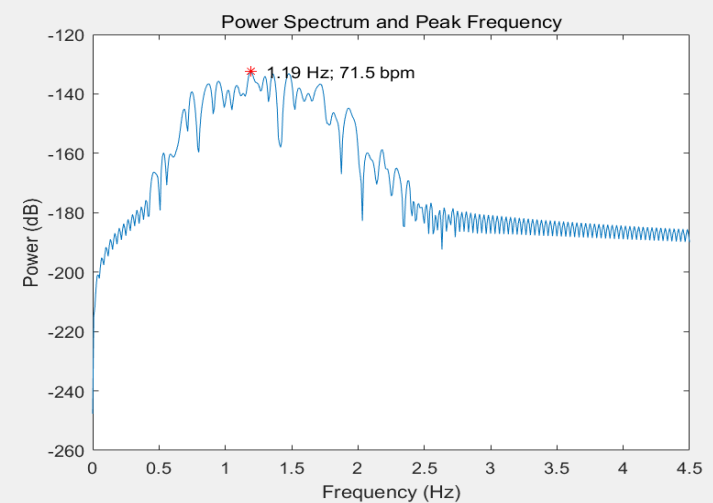 Power Spectrum and Peak Frequency
-120
1.19 Hz; 71.5 bpm
-140
-160
-180
-200
-220
-240
-260
Power (dB)
0 0.5 1 1.5 2 2.5 3 3.5 4 4.5
Frequency (Hz)